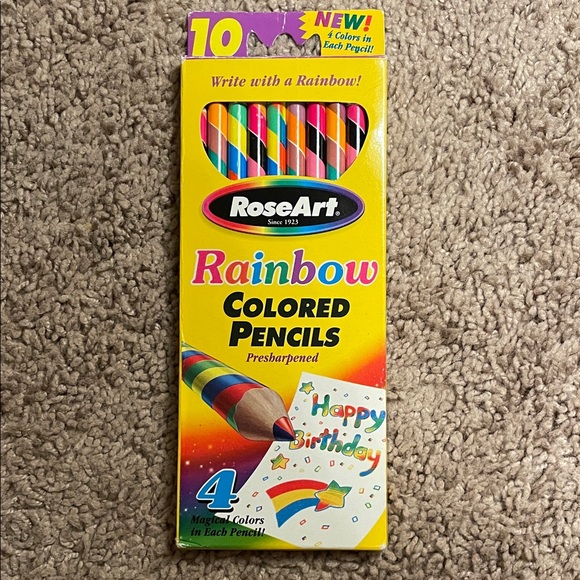 10
NEW!
4 Colors in
Each Pencil!
Write with a Rainbow!
RoseArt®
Since 1923
Rainbow
COLORED
PENCILS
Presharpened
Happy
Birthday
4
Magical Colors
in Each Pencil!